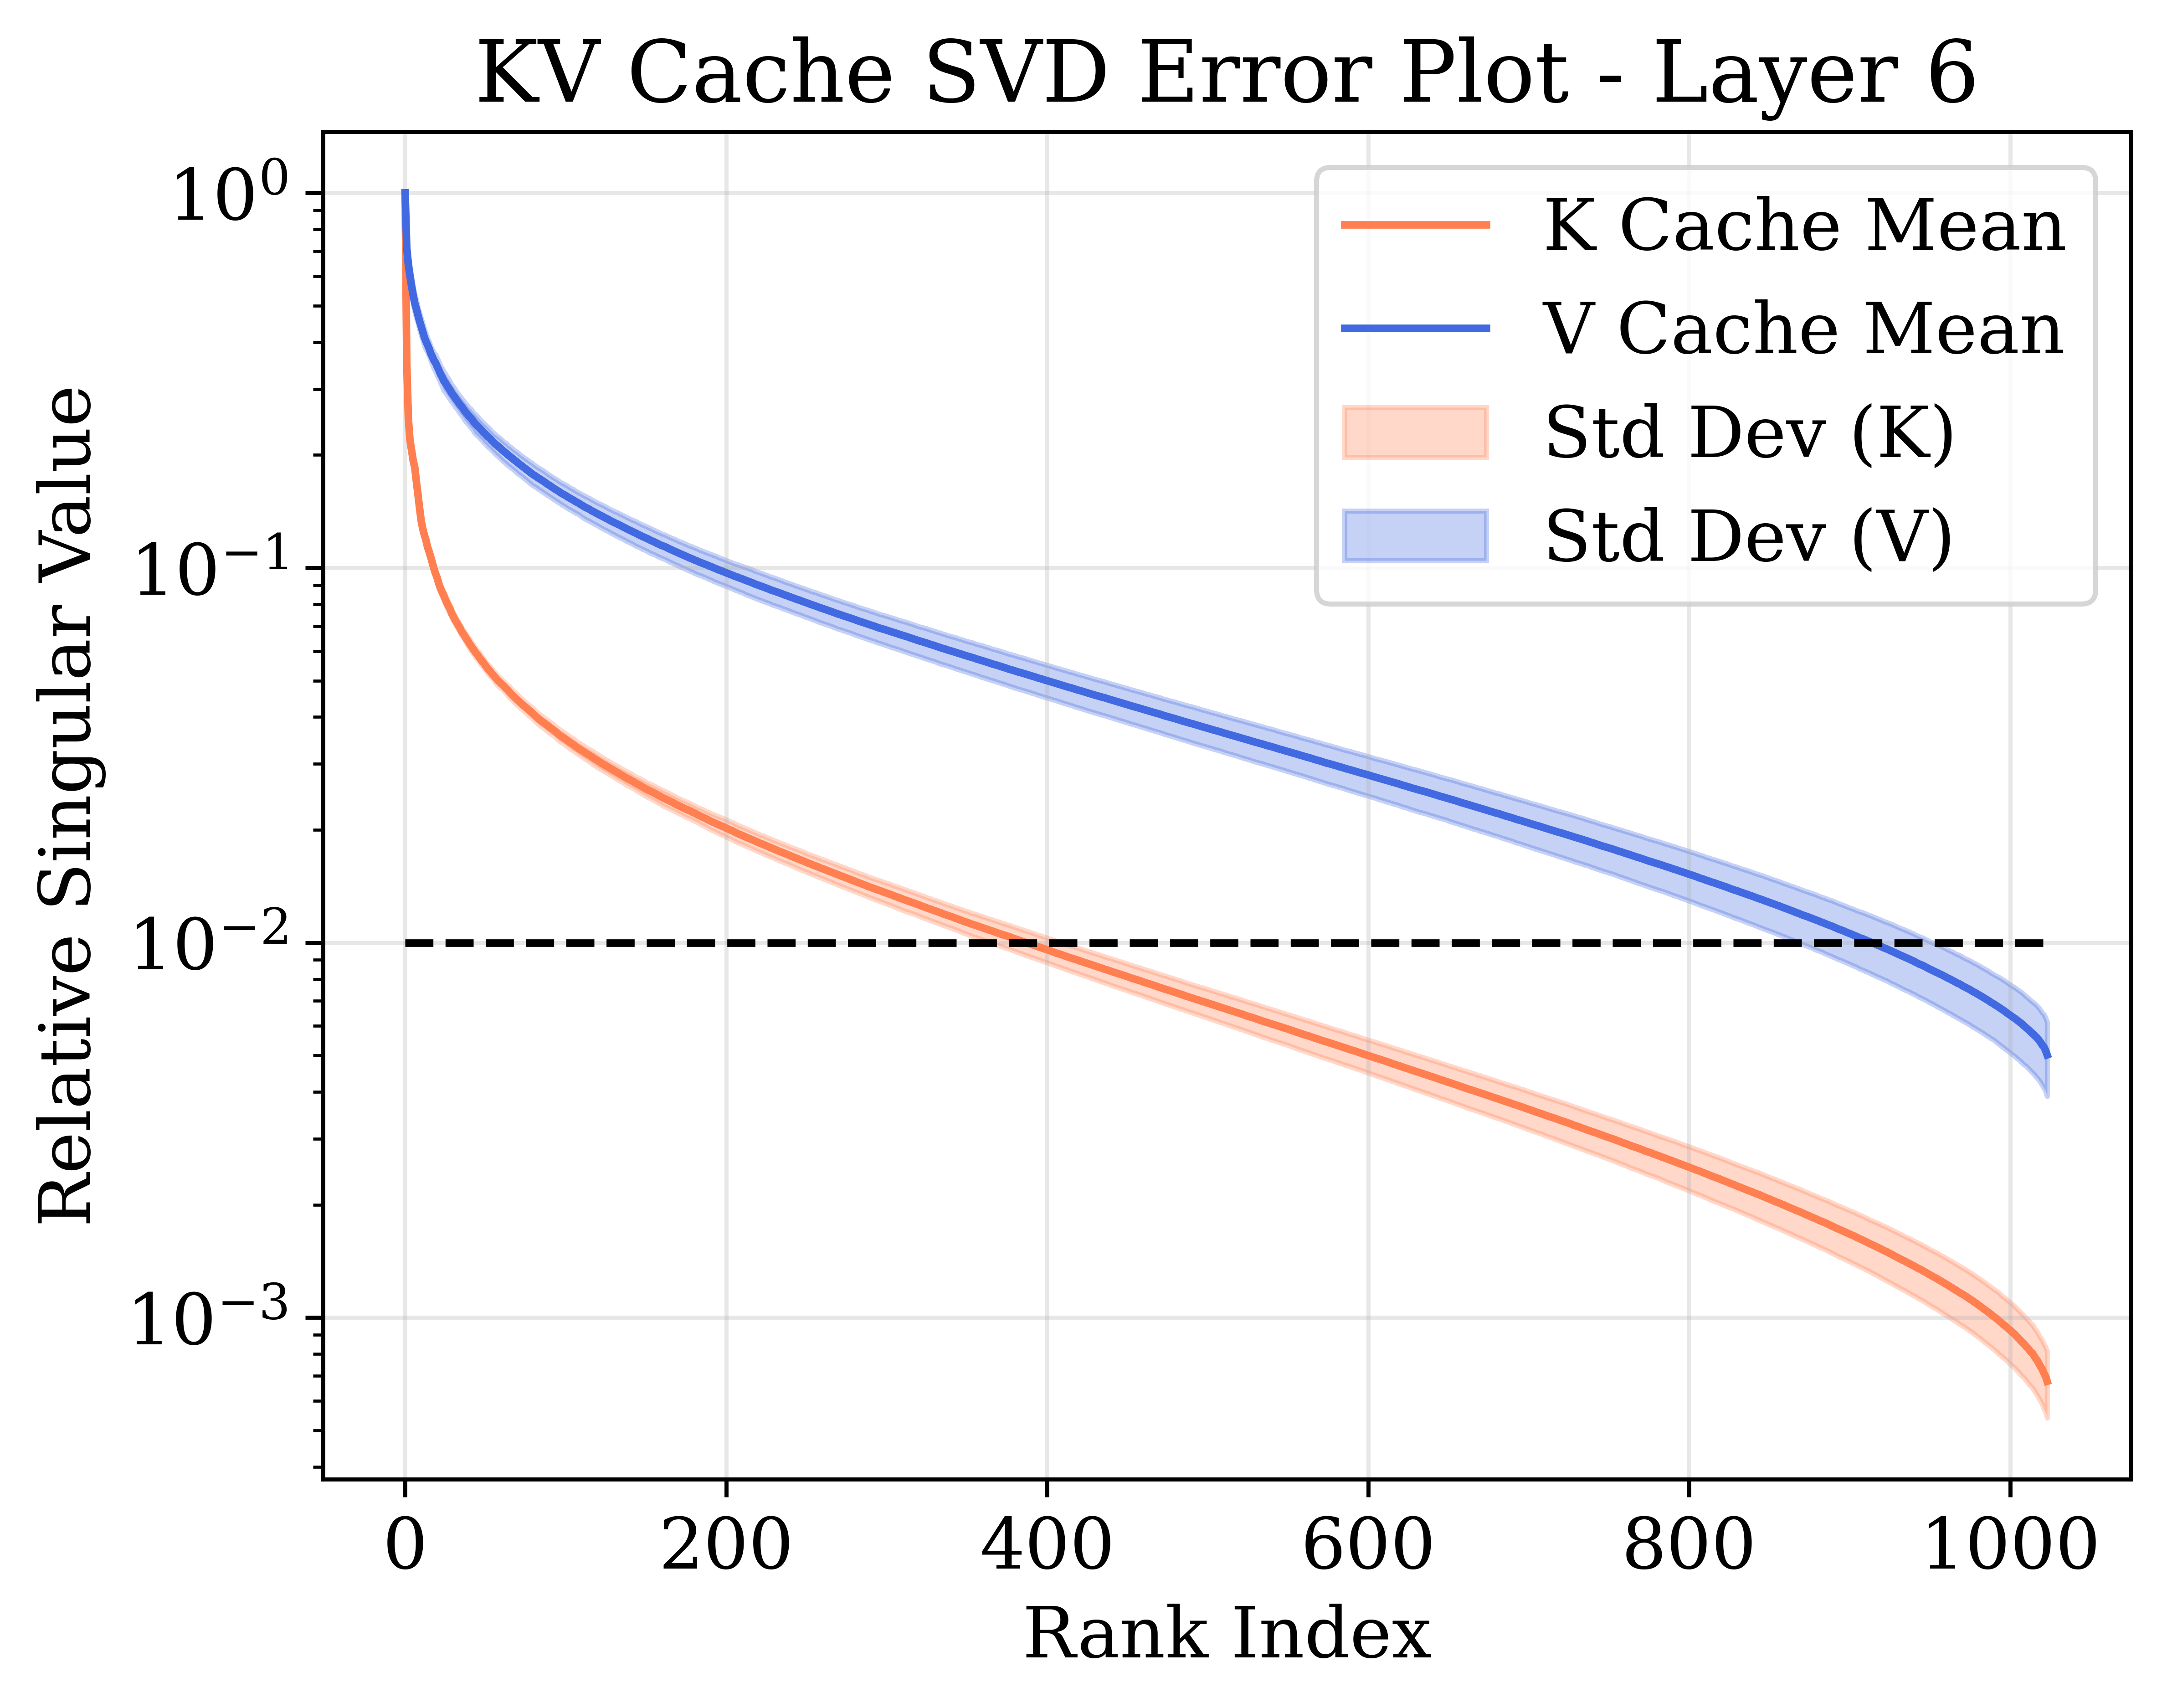 KV Cache SVD Error Plot - Layer 6
K Cache Mean
V Cache Mean
Std Dev (K)
Std Dev (V)
Relative Singular Value
10⁰
10⁻¹
10⁻²
10⁻³
0 200 400 600 800 1000
Rank Index